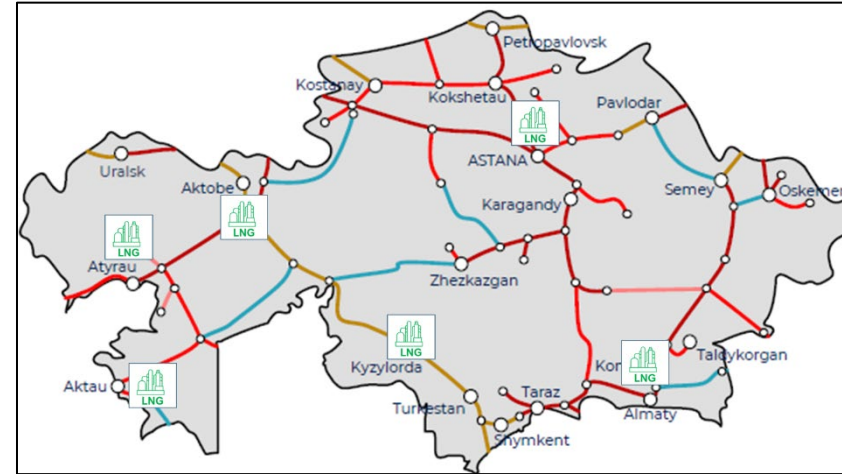 Petropavlovsk
Kostanay
Kokshetau
Pavlodar
LNG
ASTANA
Uralsk
Aktobe
Semey
Oskemen
Karagandy
LNG
LNG
Atyrau
Zhezkazgan
LNG
Kyzylorda
Taldykorgan
LNG
Aktau
LNG
Taraz
Turkestan
Almaty
Shymkent